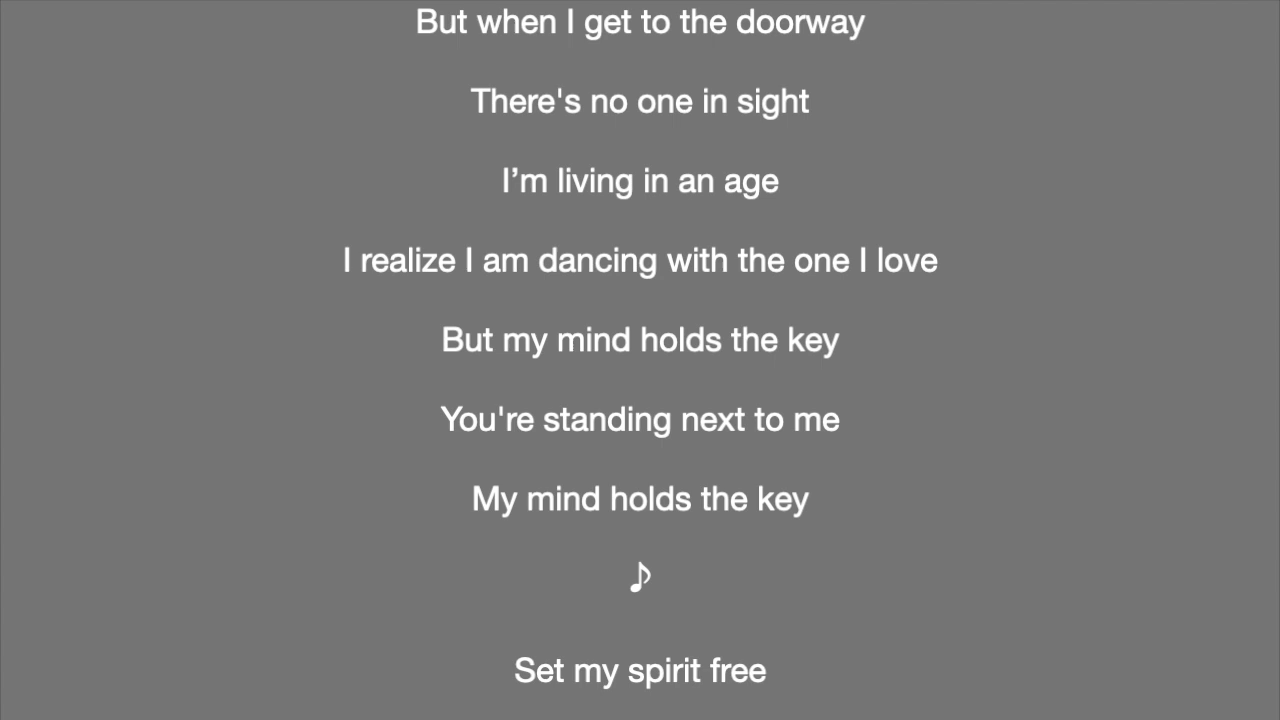 But when I get to the doorway
There's no one in sight
I’m living in an age
I realize I am dancing with the one I love
But my mind holds the key
You're standing next to me
My mind holds the key
♪
Set my spirit free